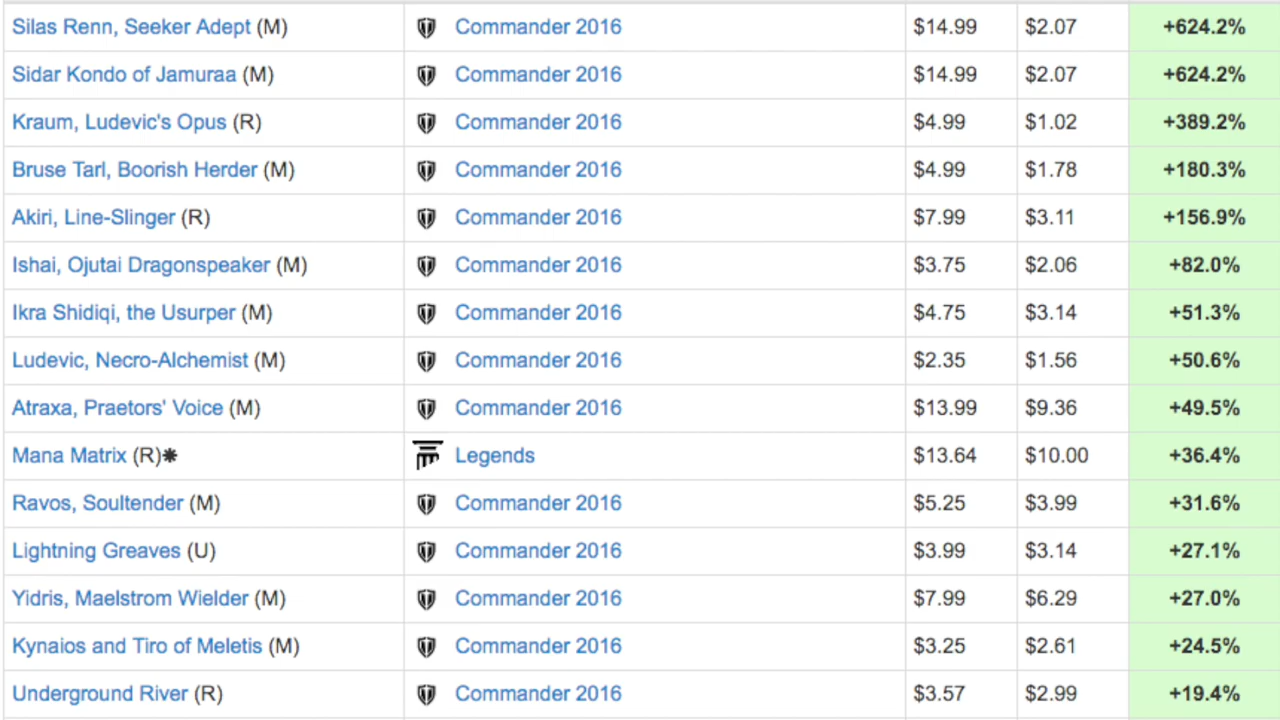 Silas Renn, Seeker Adept (M) Commander 2016 $14.99 $2.07 +624.2%
Sidar Kondo of Jamuraa (M) Commander 2016 $14.99 $2.07 +624.2%
Kraum, Ludevic's Opus (R) Commander 2016 $4.99 $1.02 +389.2%
Bruse Tarl, Boorish Herder (M) Commander 2016 $4.99 $1.78 +180.3%
Akiri, Line-Slinger (R) Commander 2016 $7.99 $3.11 +156.9%
Ishai, Ojutai Dragonspeaker (M) Commander 2016 $3.75 $2.06 +82.0%
Ikra Shidiqi, the Usurper (M) Commander 2016 $4.75 $3.14 +51.3%
Ludevic, Necro-Alchemist (M) Commander 2016 $2.35 $1.56 +50.6%
Atraxa, Praetors' Voice (M) Commander 2016 $13.99 $9.36 +49.5%
Mana Matrix (R)✱ Legends $13.64 $10.00 +36.4%
Ravos, Soultender (M) Commander 2016 $5.25 $3.99 +31.6%
Lightning Greaves (U) Commander 2016 $3.99 $3.14 +27.1%
Yidris, Maelstrom Wielder (M) Commander 2016 $7.99 $6.29 +27.0%
Kynaios and Tiro of Meletis (M) Commander 2016 $3.25 $2.61 +24.5%
Underground River (R) Commander 2016 $3.57 $2.99 +19.4%